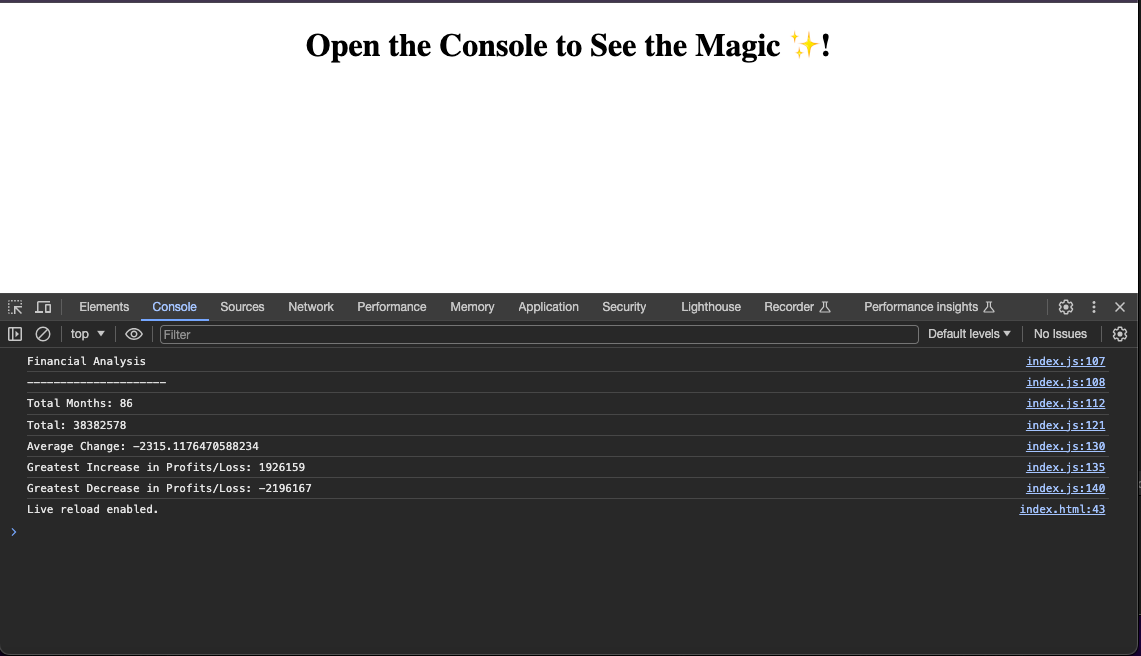 Open the Console to See the Magic ✨!
Elements Console Sources Network Performance Memory Application Security Lighthouse Recorder Performance insights
top Filter Default levels No Issues
Financial Analysis index.js:107
--------------------- index.js:108
Total Months: 86 index.js:112
Total: 38382578 index.js:121
Average Change: -2315.1176470588234 index.js:130
Greatest Increase in Profits/Loss: 1926159 index.js:135
Greatest Decrease in Profits/Loss: -2196167 index.js:140
Live reload enabled. index.html:43